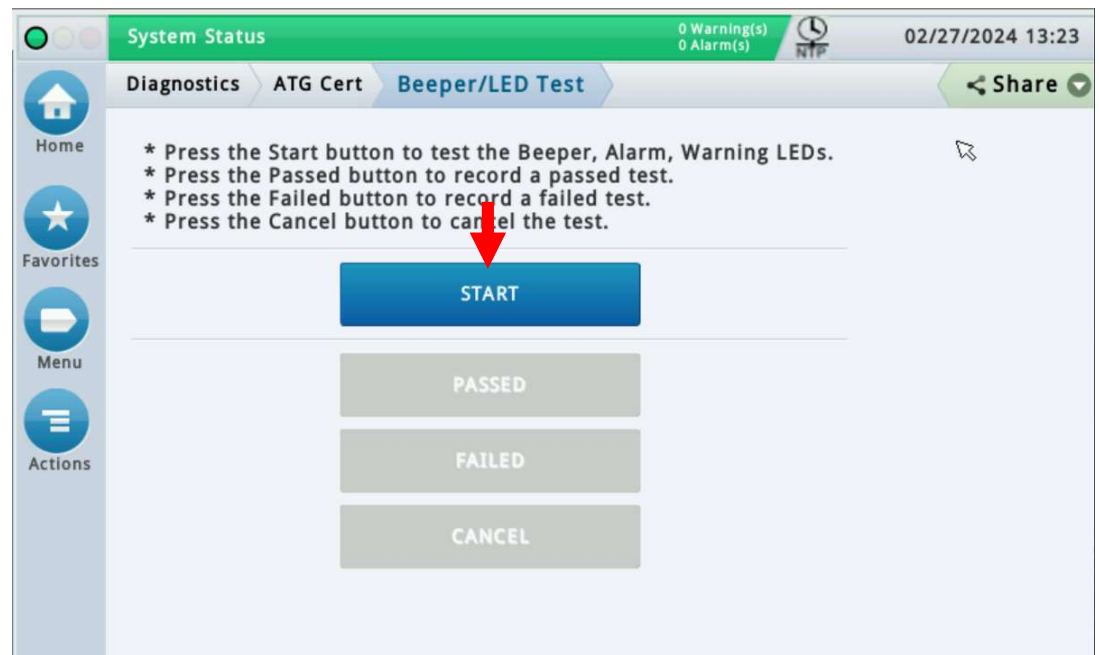 System Status
0 Warning(s)
0 Alarm(s)
NTP
02/27/2024 13:23
Diagnostics ATG Cert Beeper/LED Test
Share
Home
Favorites
Menu
Actions
* Press the Start button to test the Beeper, Alarm, Warning LEDs.
* Press the Passed button to record a passed test.
* Press the Failed button to record a failed test.
* Press the Cancel button to cancel the test.
START
PASSED
FAILED
CANCEL